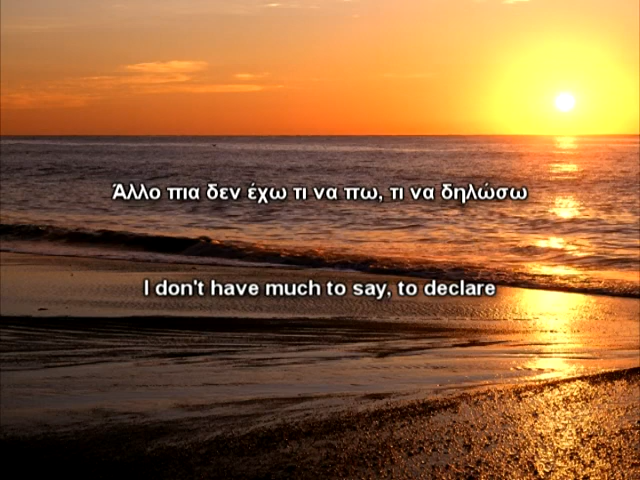 Άλλο πια δεν έχω τι να πω, τι να δηλώσω
I don't have much to say, to declare